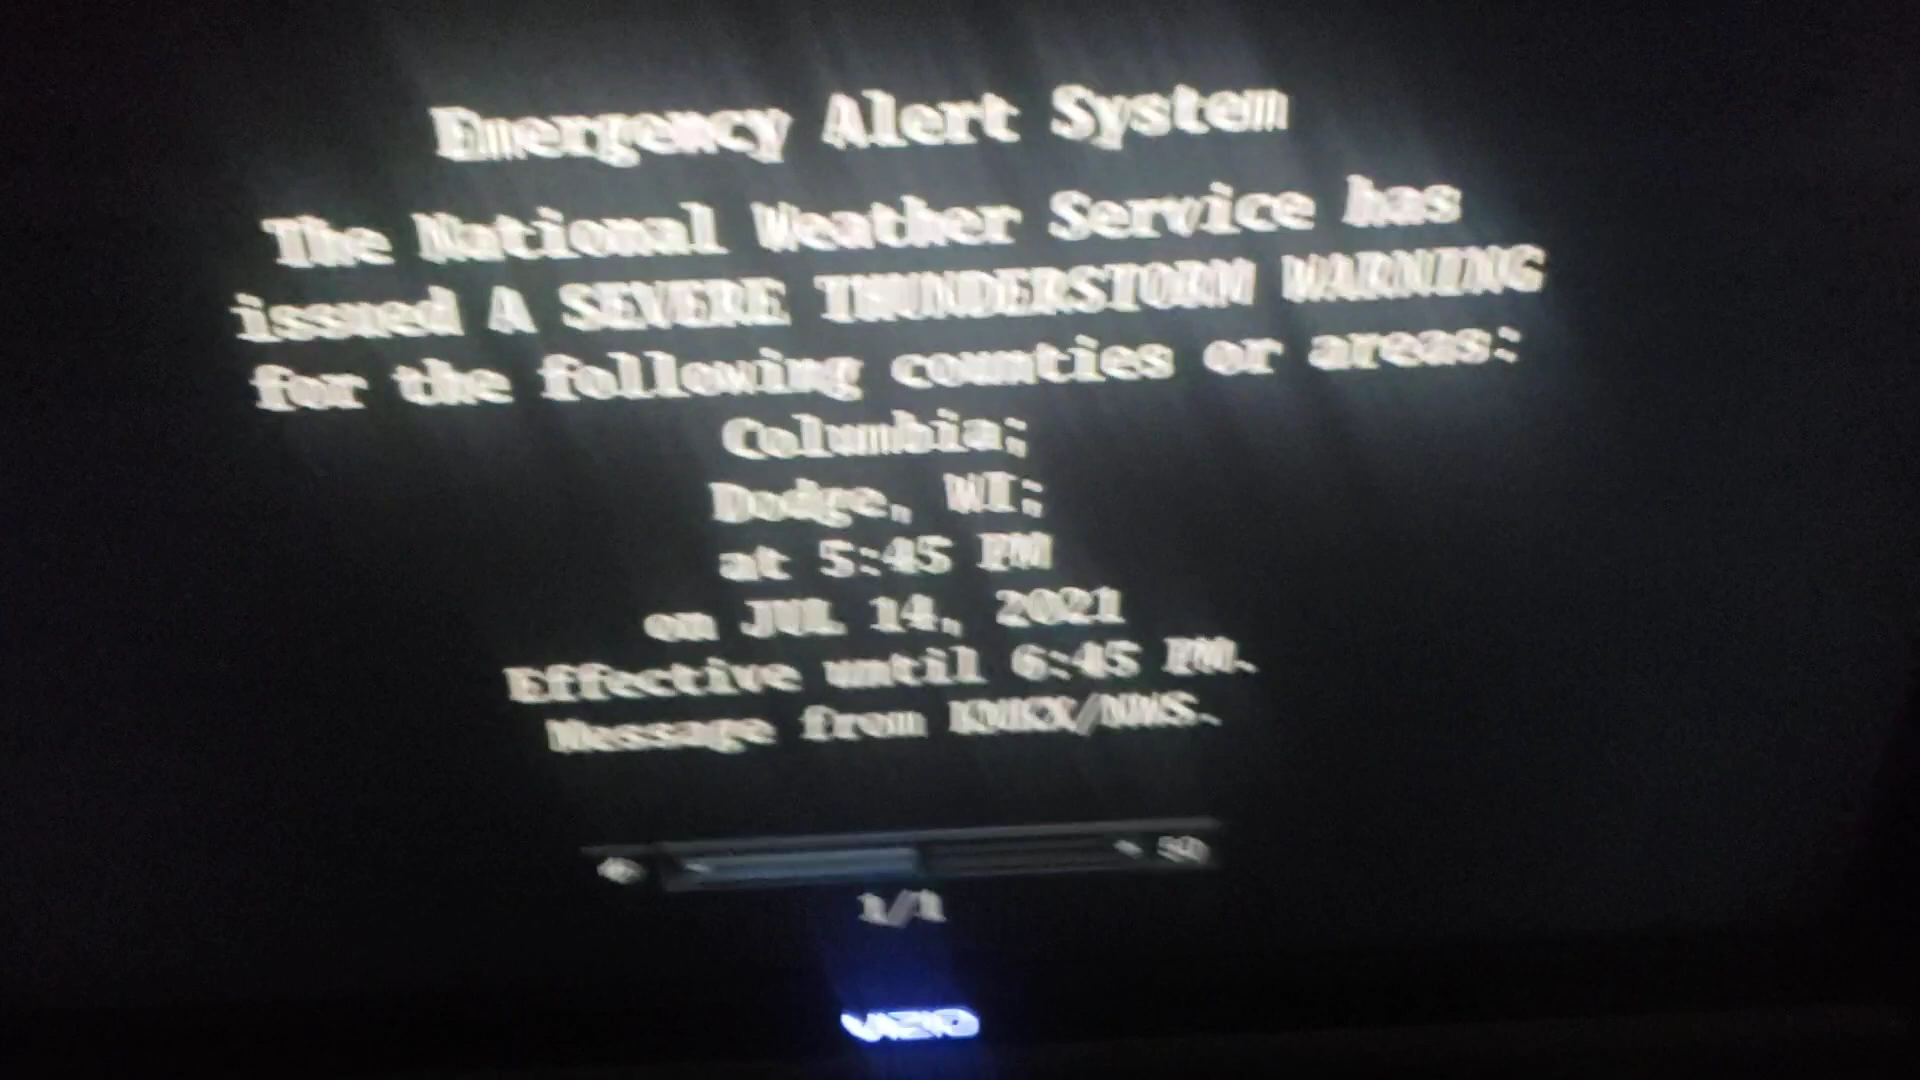 Emergency Alert System
The National Weather Service has
issued A SEVERE THUNDERSTORM WARNING
for the following counties or areas:
Columbia;
Dodge, WI;
at 5:45 PM
on JUL 14, 2021
Effective until 6:45 PM.
Message from KMKX/NWS.
50
1/1
VIZIO